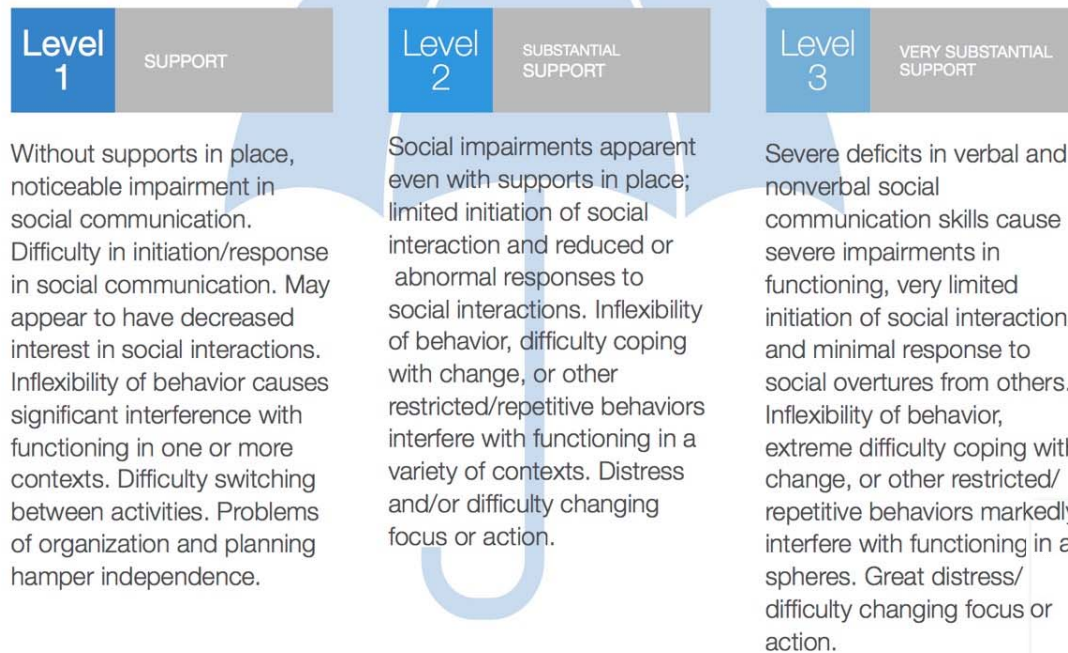 Level
1
SUPPORT
Without supports in place,
noticeable impairment in
social communication.
Difficulty in initiation/response
in social communication. May
appear to have decreased
interest in social interactions.
Inflexibility of behavior causes
significant interference with
functioning in one or more
contexts. Difficulty switching
between activities. Problems
of organization and planning
hamper independence.
Level
2
SUBSTANTIAL
SUPPORT
Social impairments apparent
even with supports in place;
limited initiation of social
interaction and reduced or
abnormal responses to
social interactions. Inflexibility
of behavior, difficulty coping
with change, or other
restricted/repetitive behaviors
interfere with functioning in a
variety of contexts. Distress
and/or difficulty changing
focus or action.
Level
3
VERY SUBSTANTIAL
SUPPORT
Severe deficits in verbal and
nonverbal social
communication skills cause
severe impairments in
functioning, very limited
initiation of social interaction
and minimal response to
social overtures from others.
Inflexibility of behavior,
extreme difficulty coping
change, or other restricted/
repetitive behaviors
interfere with functioning in
spheres. Great distress/
difficulty changing focus or
action.